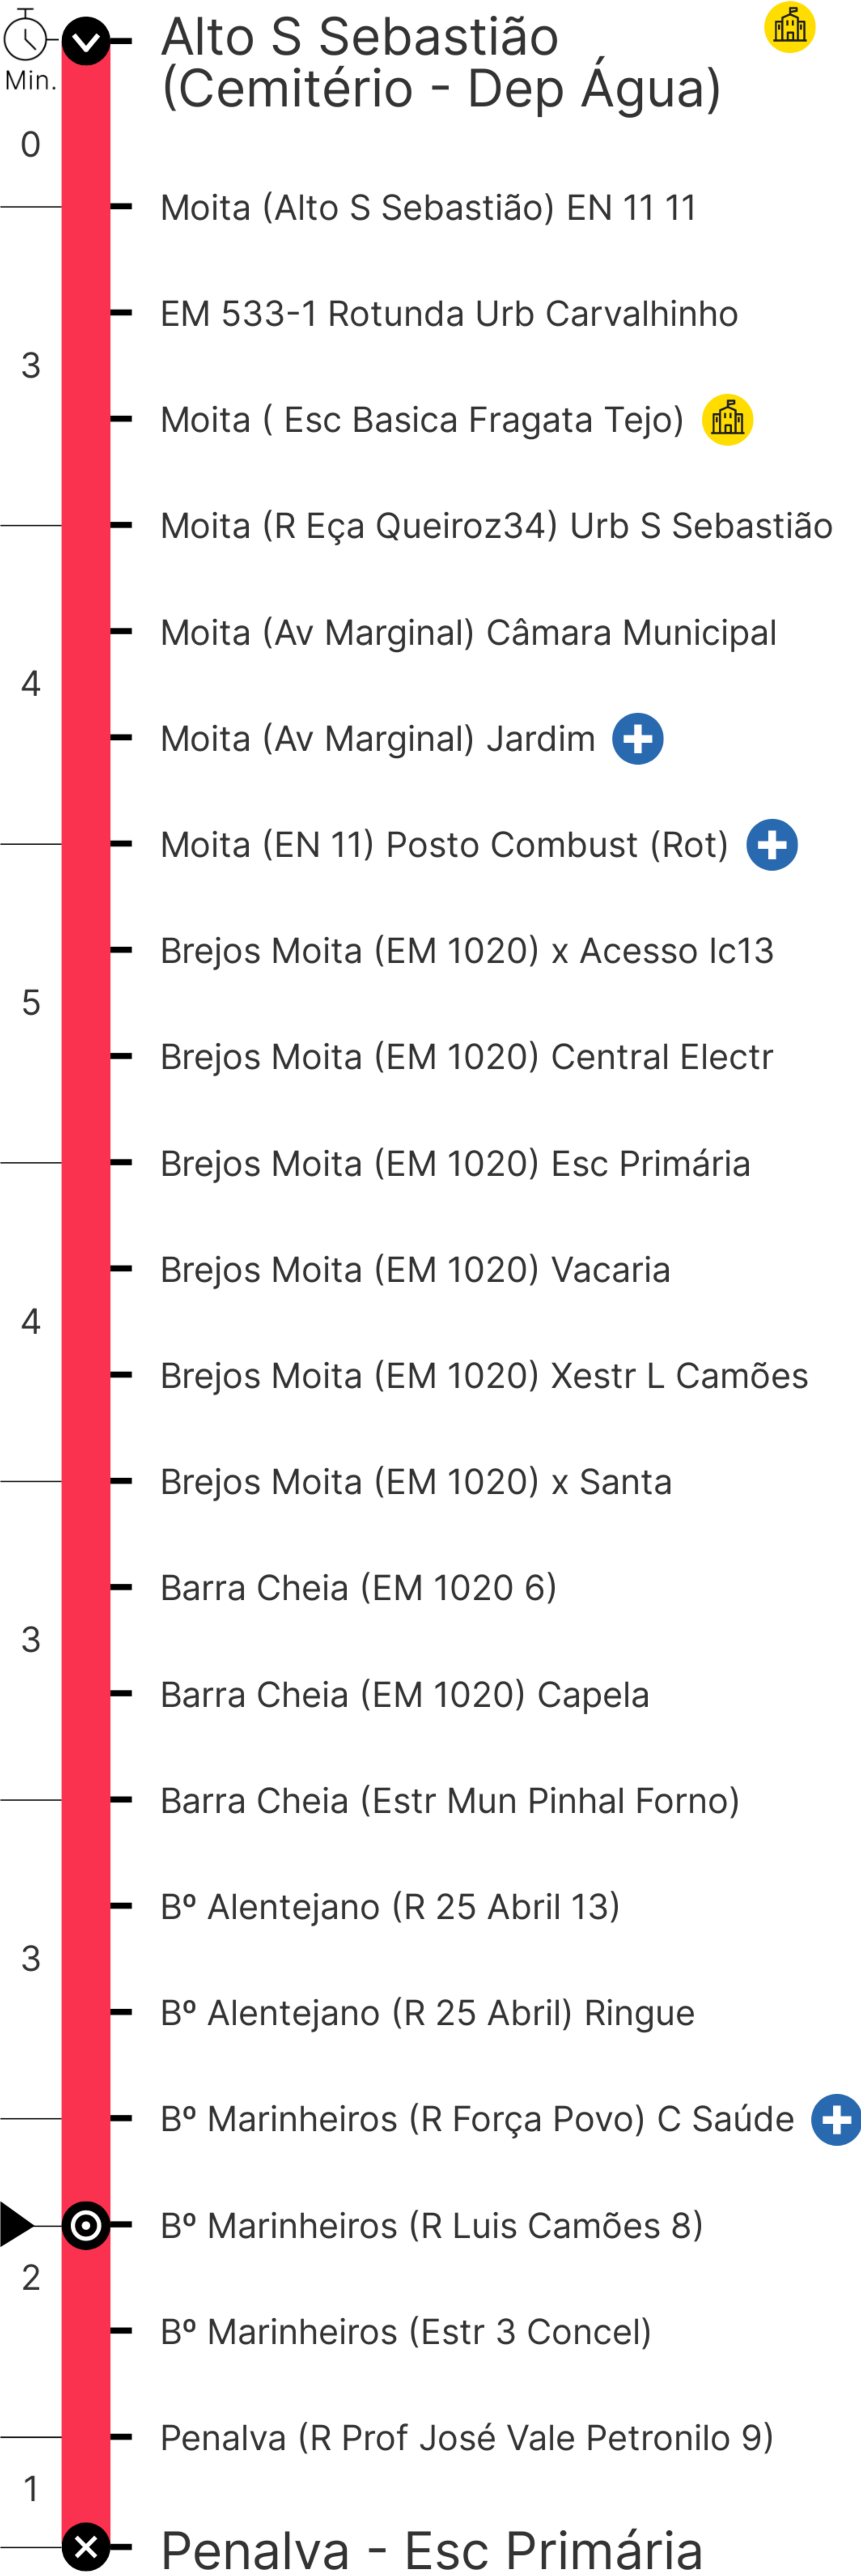 Alto S Sebastião
(Cemitério - Dep Água)
Min.
0
Moita (Alto S Sebastião) EN 11 11
EM 533-1 Rotunda Urb Carvalhinho
3
Moita ( Esc Basica Fragata Tejo)
Moita (R Eça Queiroz34) Urb S Sebastião
Moita (Av Marginal) Câmara Municipal
4
Moita (Av Marginal) Jardim
Moita (EN 11) Posto Combust (Rot)
Brejos Moita (EM 1020) x Acesso Ic13
5
Brejos Moita (EM 1020) Central Electr
Brejos Moita (EM 1020) Esc Primária
Brejos Moita (EM 1020) Vacaria
4
Brejos Moita (EM 1020) Xestr L Camões
Brejos Moita (EM 1020) x Santa
Barra Cheia (EM 1020 6)
3
Barra Cheia (EM 1020) Capela
Barra Cheia (Estr Mun Pinhal Forno)
Bº Alentejano (R 25 Abril 13)
3
Bº Alentejano (R 25 Abril) Ringue
Bº Marinheiros (R Força Povo) C Saúde
Bº Marinheiros (R Luis Camões 8)
2
Bº Marinheiros (Estr 3 Concel)
Penalva (R Prof José Vale Petronilo 9)
1
Penalva - Esc Primária